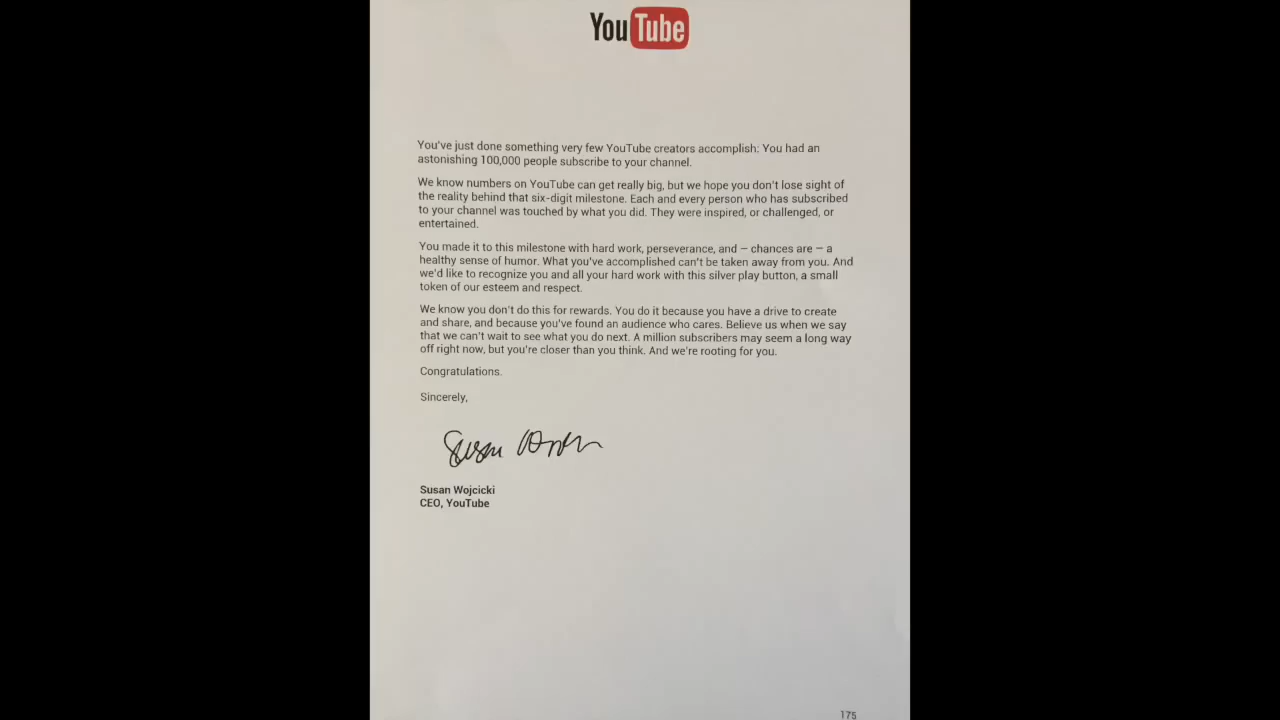 YouTube
You've just done something very few YouTube creators accomplish: You had an
astonishing 100,000 people subscribe to your channel.
We know numbers on YouTube can get really big, but we hope you don't lose sight of
the reality behind that six-digit milestone. Each and every person who has subscribed
to your channel was touched by what you did. They were inspired, or challenged, or
entertained.
You made it to this milestone with hard work, perseverance, and – chances are – a
healthy sense of humor. What you've accomplished can't be taken away from you. And
we'd like to recognize you and all your hard work with this silver play button, a small
token of our esteem and respect.
We know you don't do this for rewards. You do it because you have a drive to create
and share, and because you've found an audience who cares. Believe us when we say
that we can't wait to see what you do next. A million subscribers may seem a long way
off right now, but you're closer than you think. And we're rooting for you.
Congratulations.
Sincerely,
Susan
Susan Wojcicki
CEO, YouTube
175